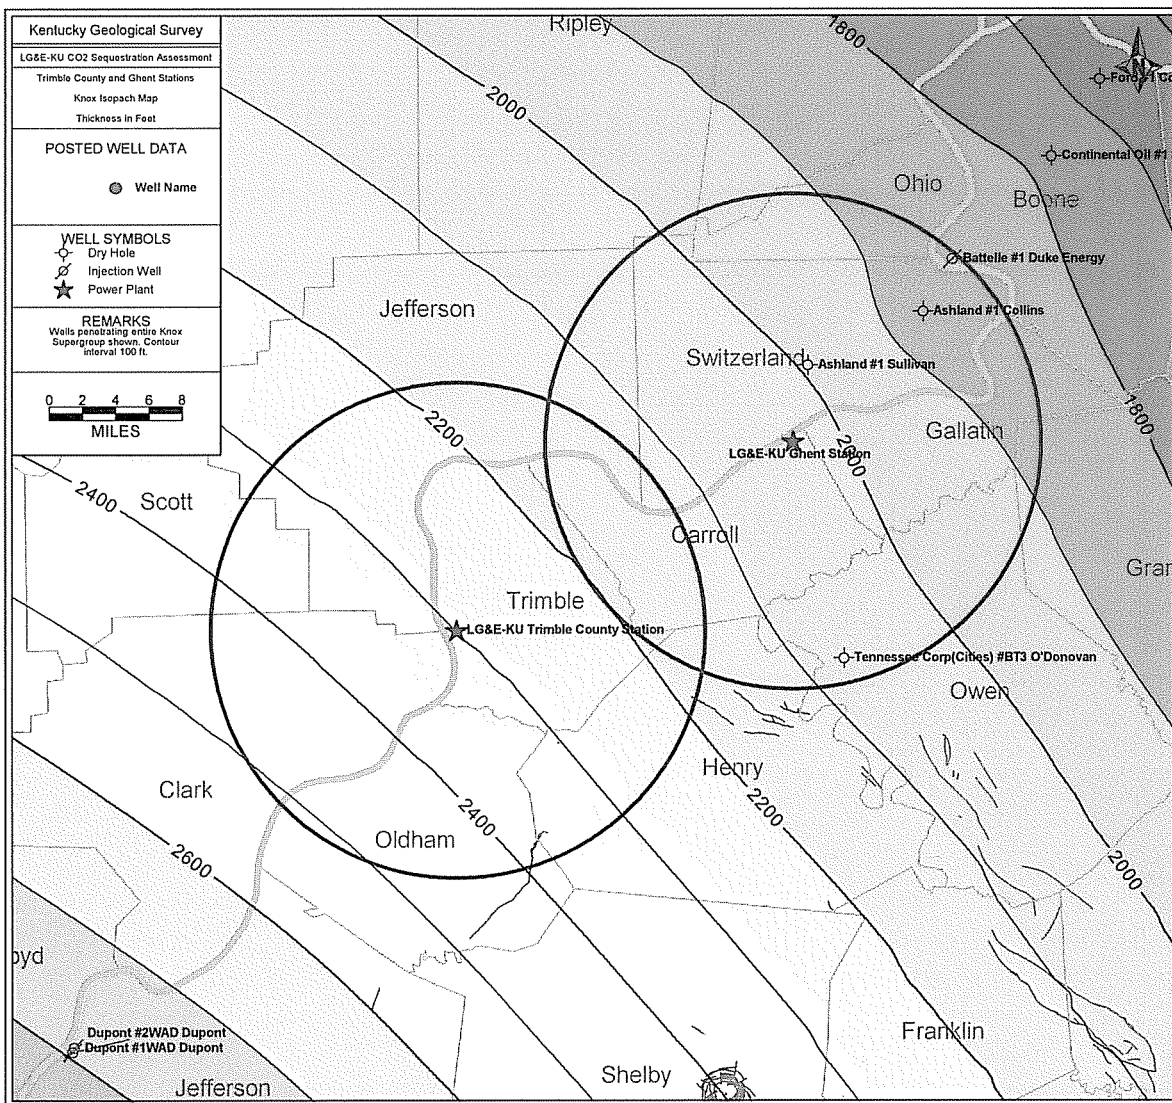 Kentucky Geological Survey
LG&E-KU CO2 Sequestration Assessment
Trimble County and Ghent Stations
Knox Isopach Map
Thickness in Feet
POSTED WELL DATA
Well Name
WELL SYMBOLS
Dry Hole
Injection Well
Power Plant
REMARKS
Wells penetrating entire Knox
Supergroup shown. Contour
interval 100 ft.
0 2 4 6 8
MILES
Ripley
1800
N
Ford #1 Co
2000
Continental Oil #1
Ohio
Boone
Battelle #1 Duke Energy
Jefferson
Ashland #1 Collins
Switzerland
Ashland #1 Sullivan
1800
2200
Gallatin
2000
LG&E-KU Ghent Station
2400
Scott
Carroll
Gran
Trimble
LG&E-KU Trimble County Station
Tennessee Corp(Cities) #BT3 O'Donovan
Owen
Henry
Clark
2400
2200
Oldham
2600
2000
oyd
Dupont #2WAD Dupont
Dupont #1WAD Dupont
Franklin
Shelby
Jefferson